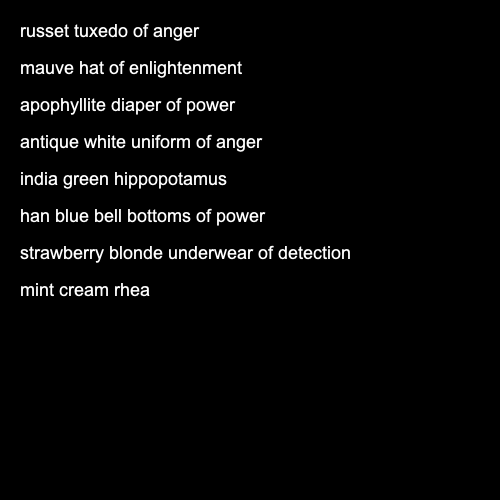 russet tuxedo of anger
mauve hat of enlightenment
apophyllite diaper of power
antique white uniform of anger
india green hippopotamus
han blue bell bottoms of power
strawberry blonde underwear of detection
mint cream rhea